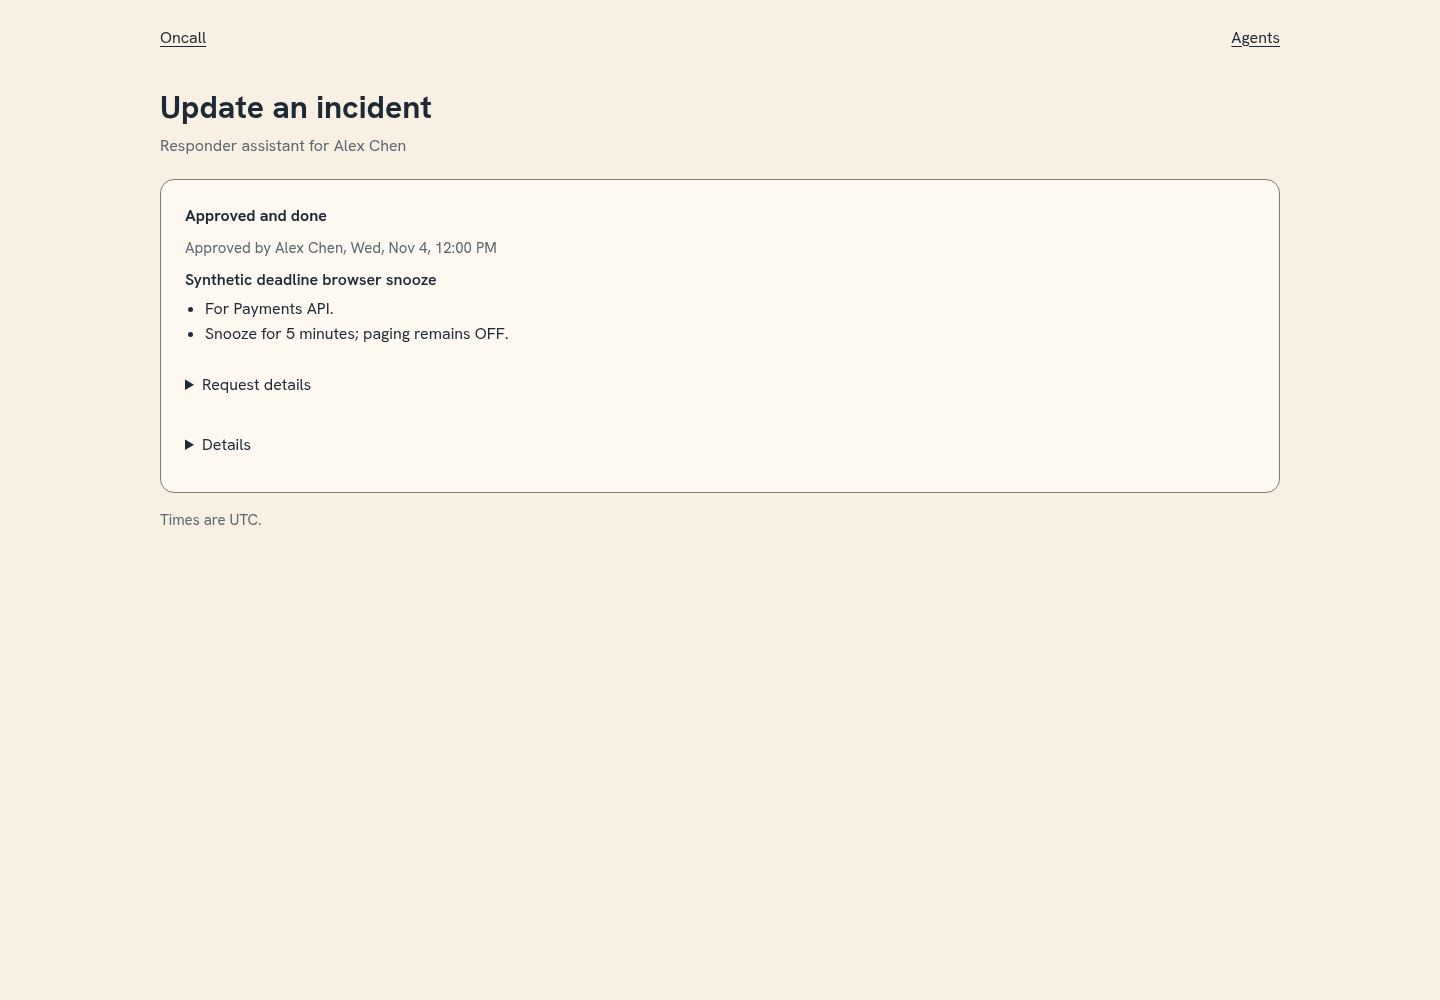 Oncall
Agents
Update an incident
Responder assistant for Alex Chen
Approved and done
Approved by Alex Chen, Wed, Nov 4, 12:00 PM
Synthetic deadline browser snooze
For Payments API.
Snooze for 5 minutes; paging remains OFF.
Request details
Details
Times are UTC.